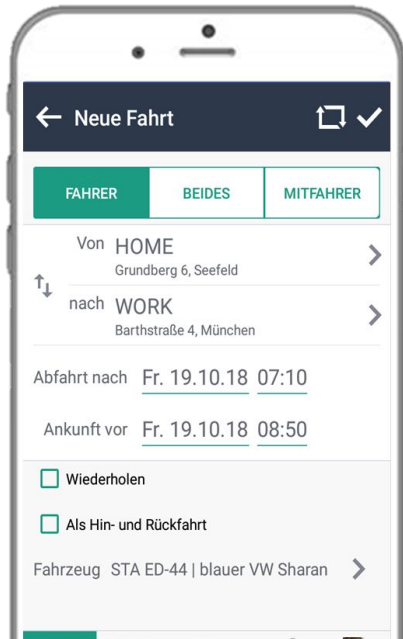 Neue Fahrt
FAHRER BEIDES MITFAHRER
Von HOME
Grundberg 6, Seefeld
nach WORK
Barthstraße 4, München
Abfahrt nach Fr. 19.10.18 07:10
Ankunft vor Fr. 19.10.18 08:50
Wiederholen
Als Hin- und Rückfahrt
Fahrzeug STA ED-44 | blauer VW Sharan